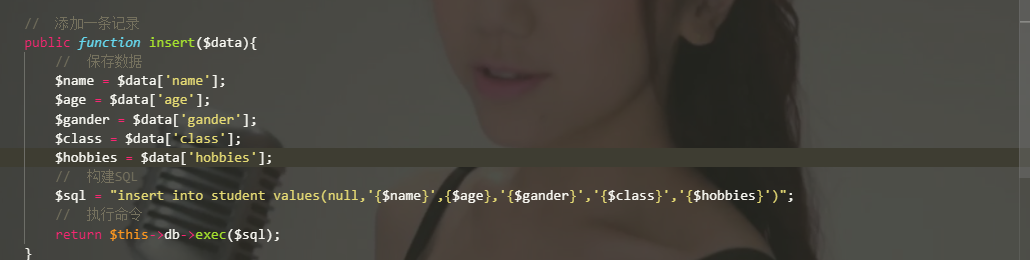 //  添加一条记录
public function insert($data){
    //  保存数据
    $name = $data['name'];
    $age = $data['age'];
    $gander = $data['gander'];
    $class = $data['class'];
    $hobbies = $data['hobbies'];
    //  构建SQL
    $sql = "insert into student values(null,'{$name}',{$age},'{$gander}','{$class}','{$hobbies}')";
    //  执行命令
    return $this->db->exec($sql);
}